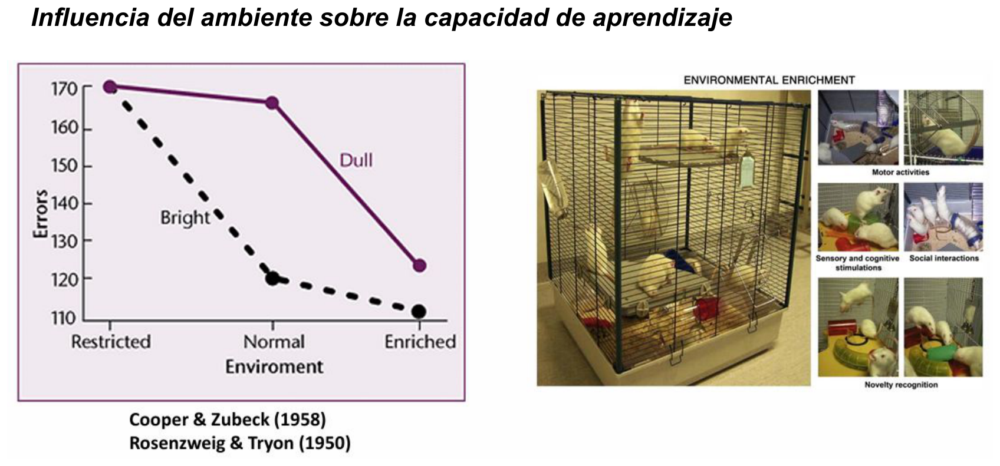 Influencia del ambiente sobre la capacidad de aprendizaje
170
160
150
140
130
120
110
Errors
Dull
Bright
Restricted
Normal
Enriched
Enviroment
Cooper & Zubeck (1958)
Rosenzweig & Tryon (1950)
ENVIRONMENTAL ENRICHMENT
Motor activities
Sensory and cognitive
stimulations
Social interactions
Novelty recognition